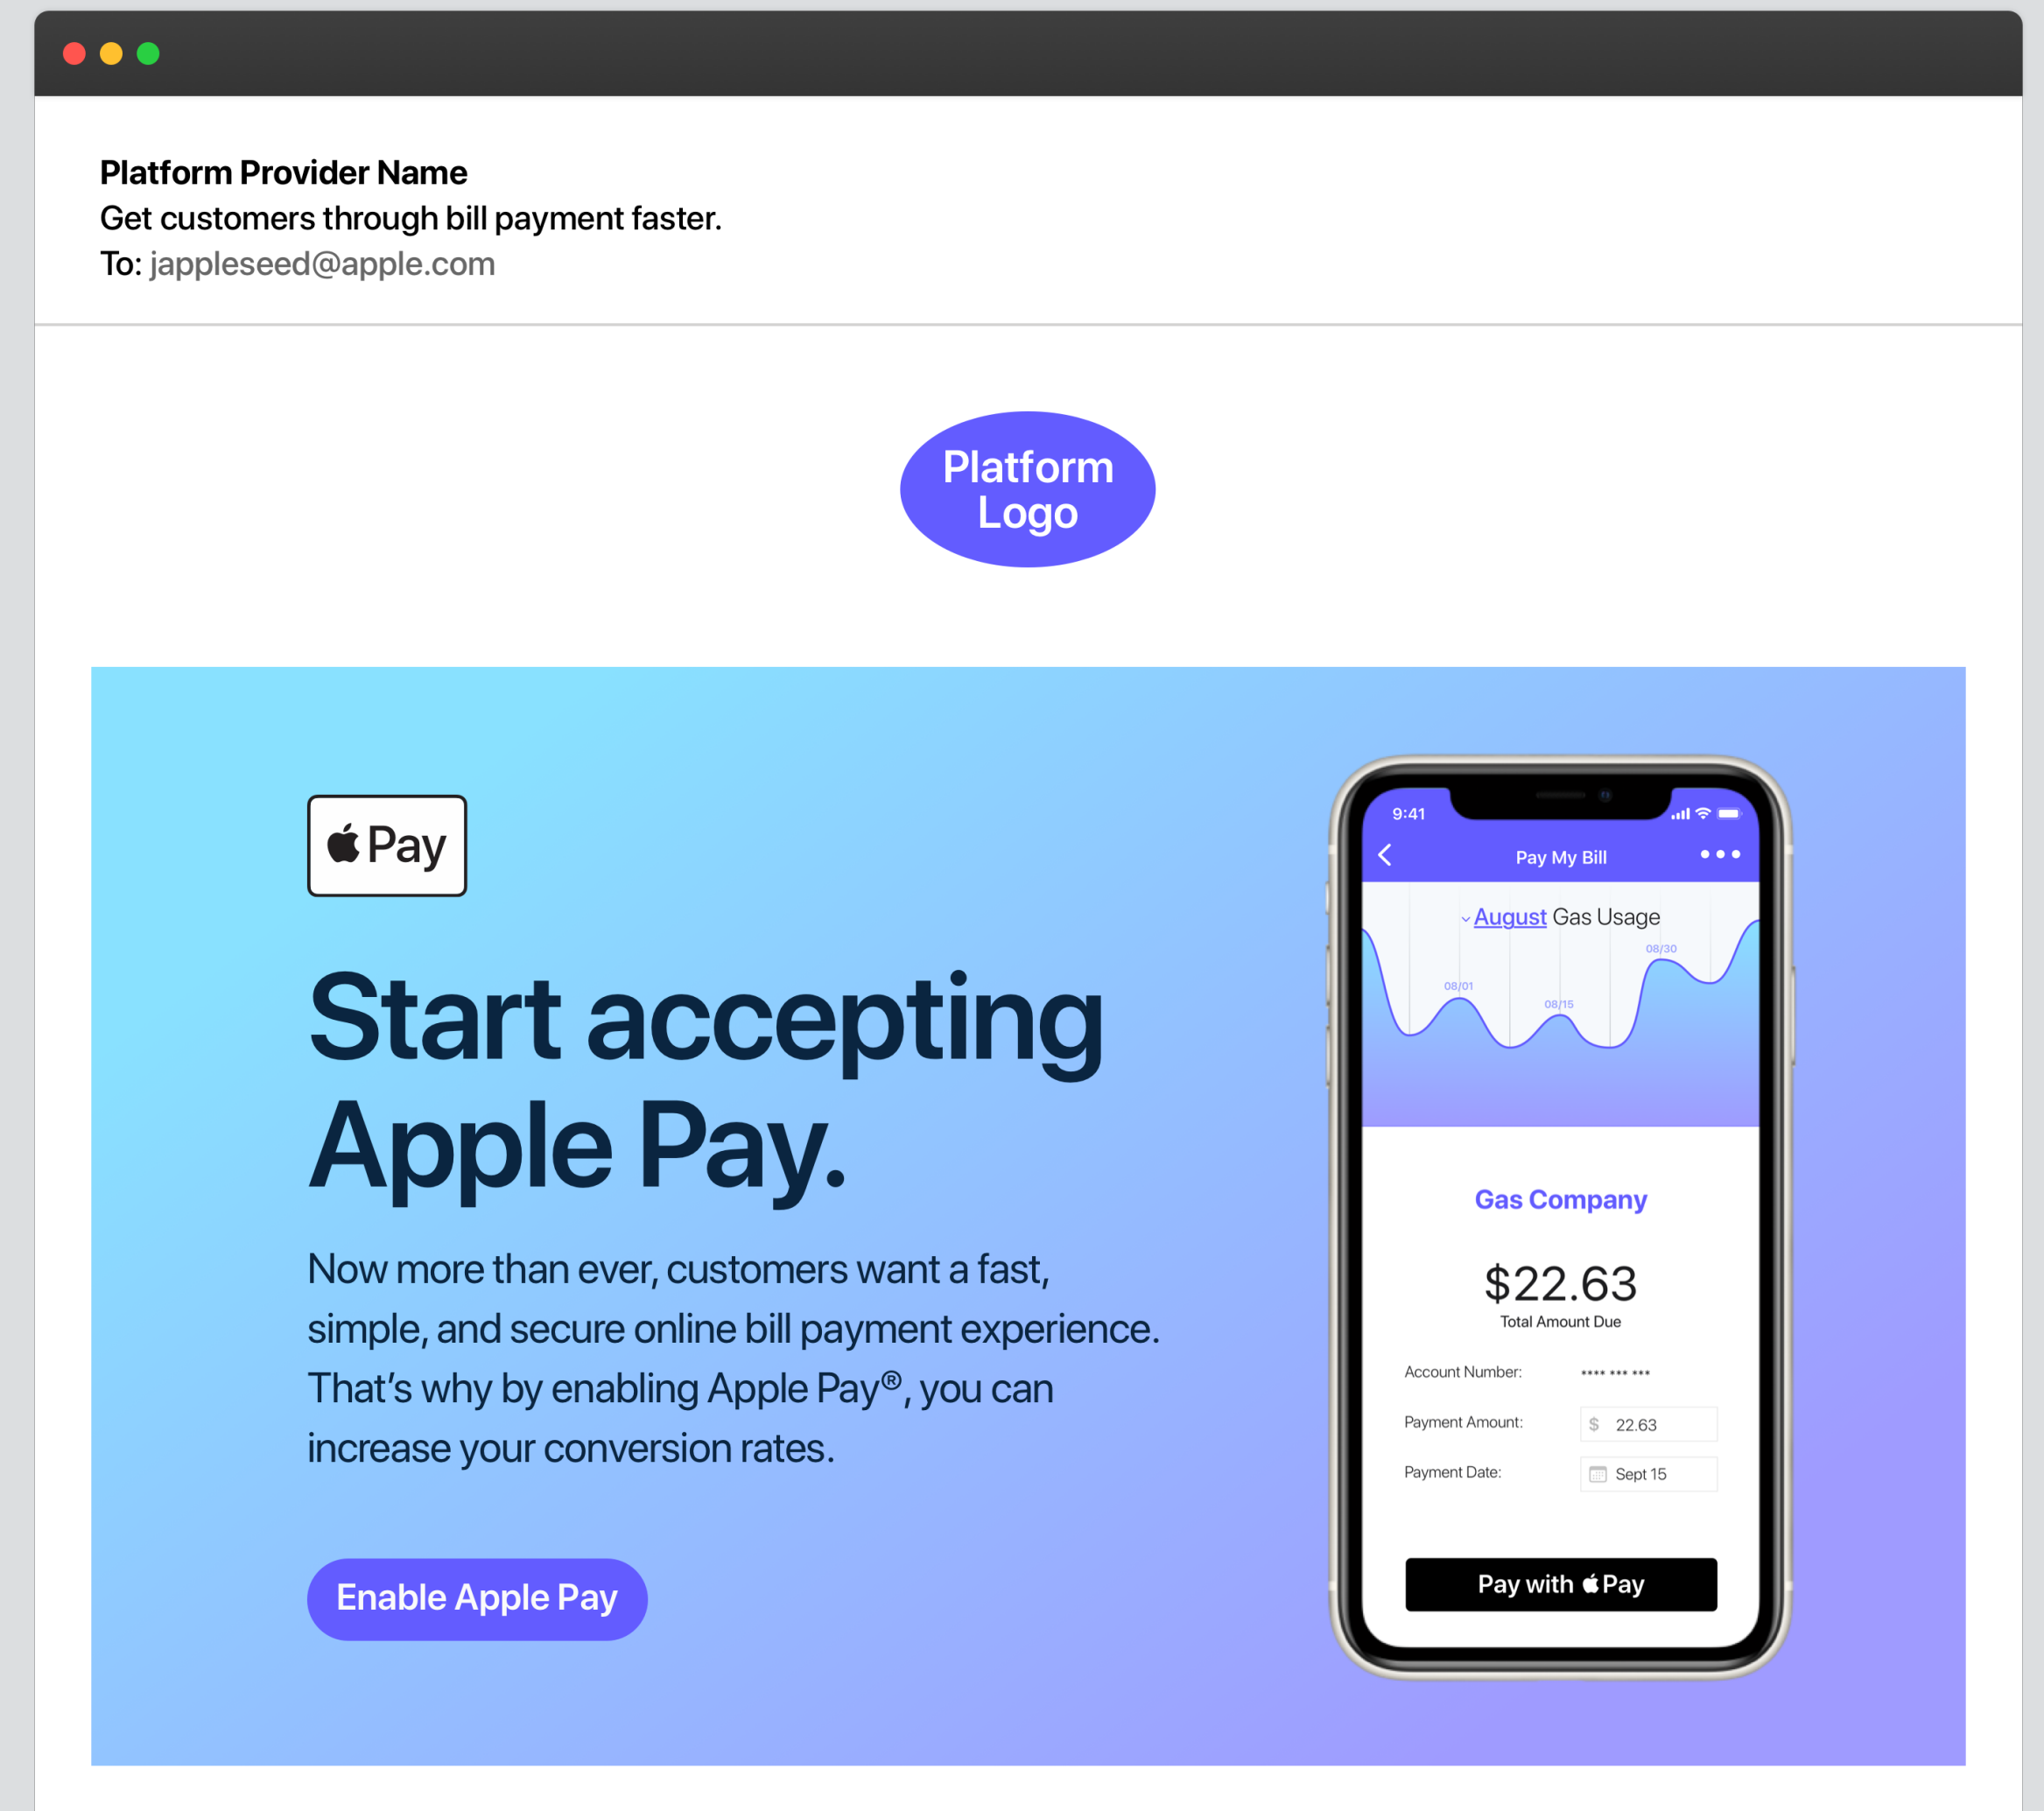 Platform Provider Name
Get customers through bill payment faster.
To: jappleseed@apple.com
Platform
Logo
Pay
Start accepting
Apple Pay.
Now more than ever, customers want a fast,
simple, and secure online bill payment experience.
That’s why by enabling Apple Pay®, you can
increase your conversion rates.
Enable Apple Pay
9:41
Pay My Bill
August Gas Usage
08/30
08/01
08/15
Gas Company
$22.63
Total Amount Due
Account Number: •••• ••• •••
Payment Amount: $ 22.63
Payment Date: Sept 15
Pay with Pay